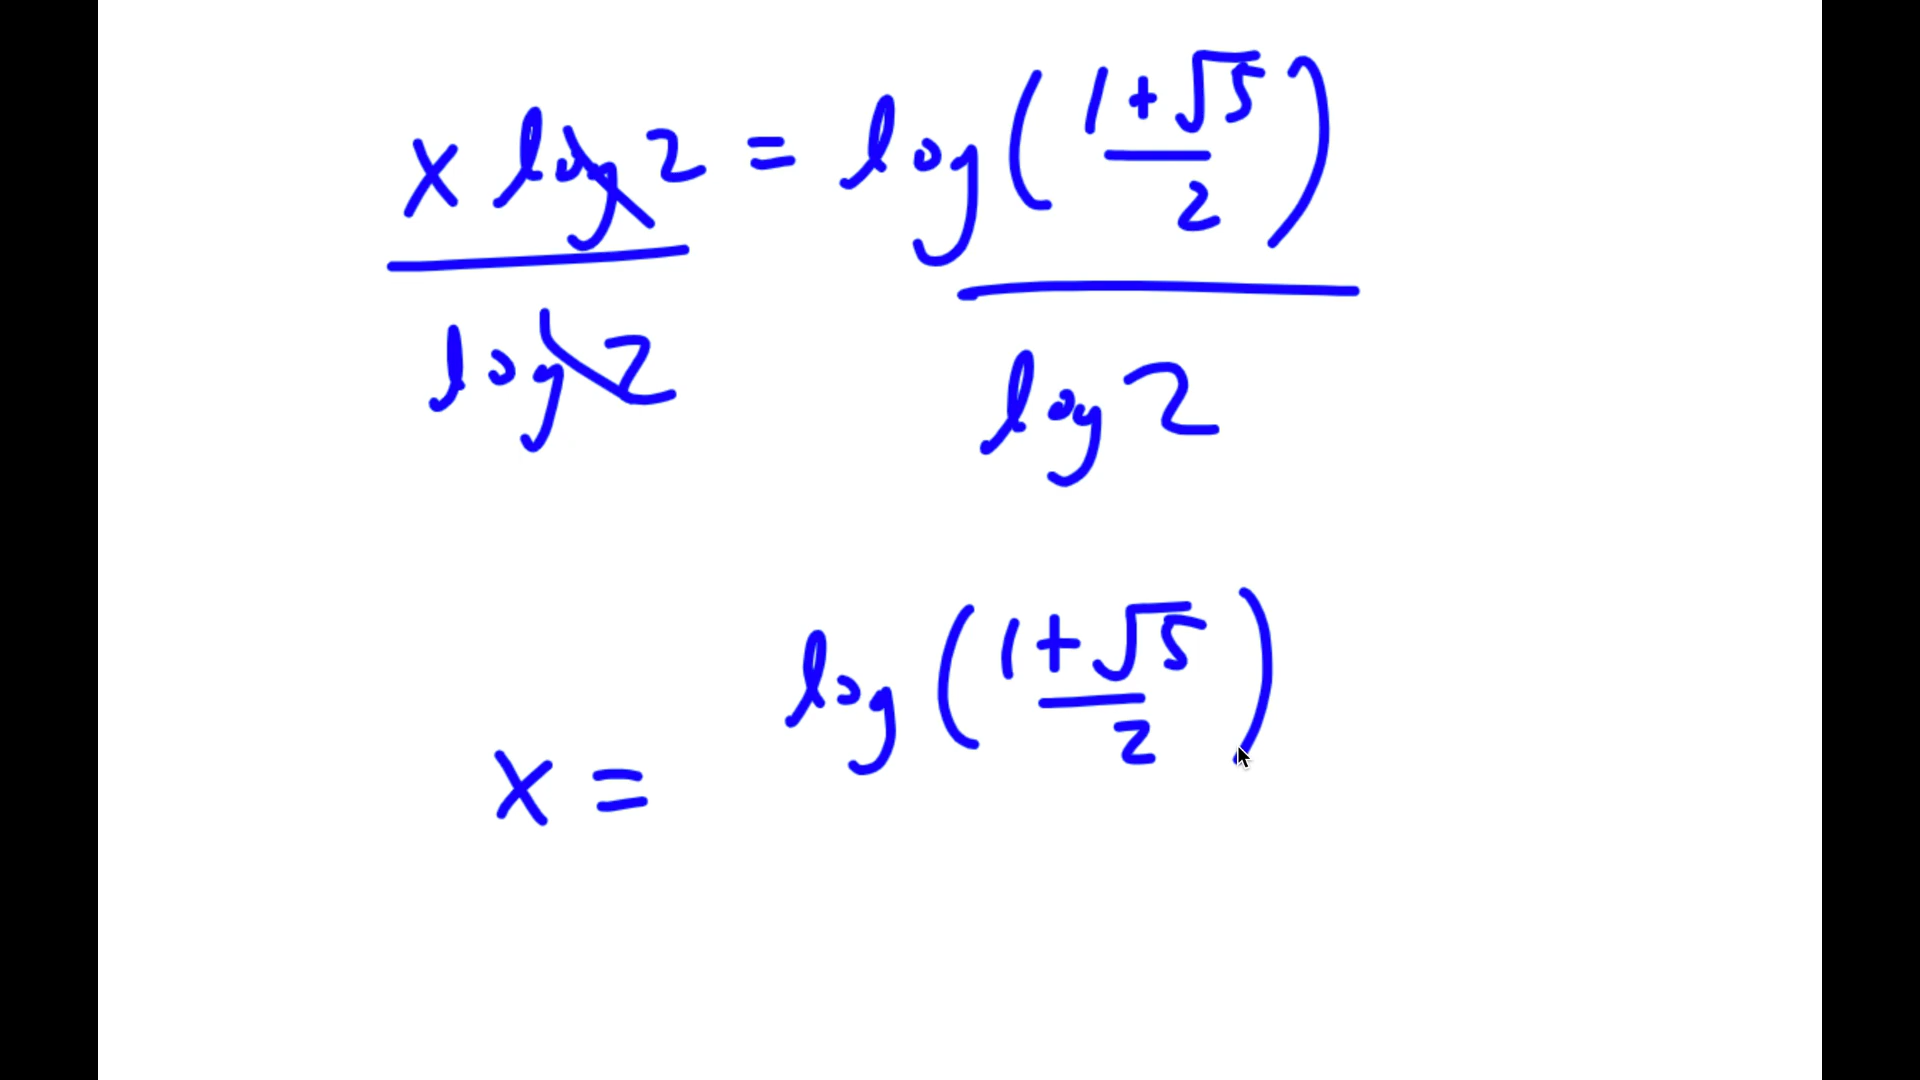 x log 2 = log ( 1 + √5 / 2 )
log 2 log 2
x = log ( 1 + √5 / 2 )